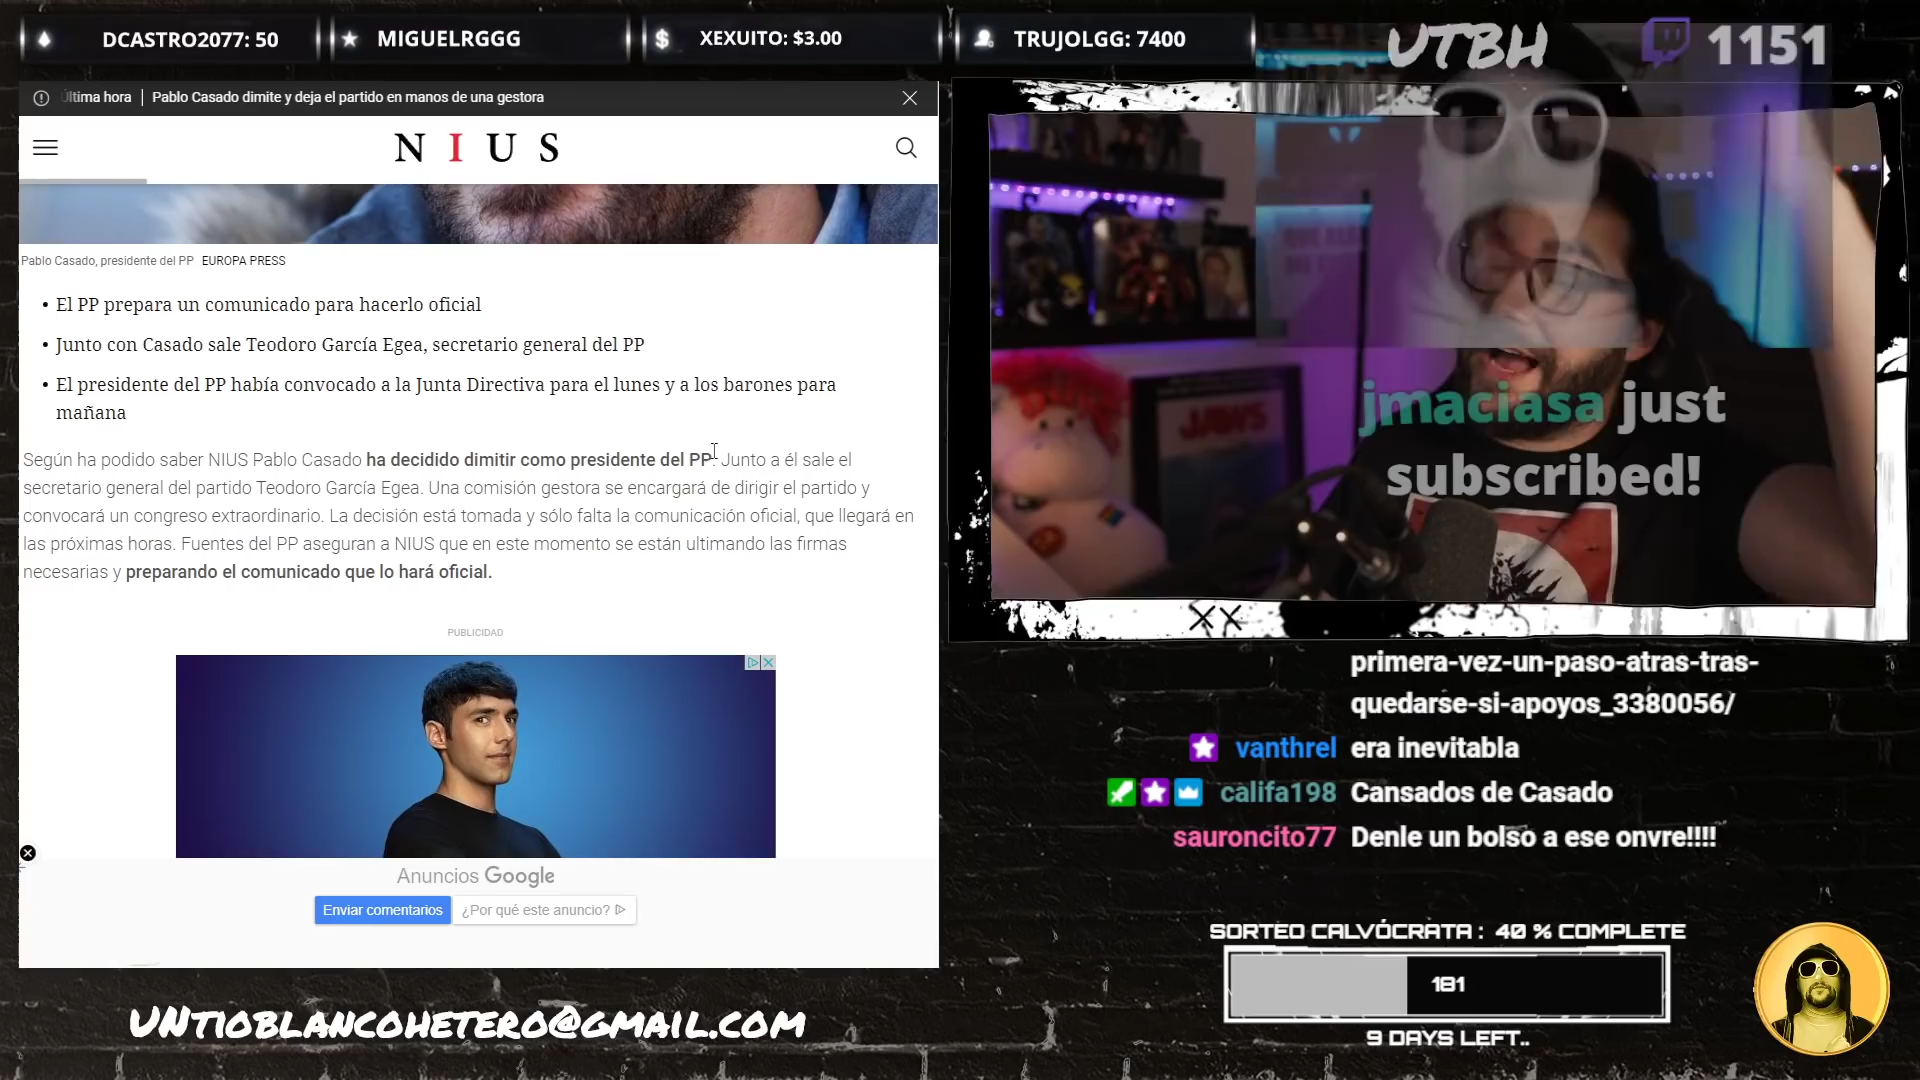 DCASTRO2077: 50
MIGUELRGGG
$
XEXUITO: $3.00
TRUJOLGG: 7400
UTBH
1151
Última hora | Pablo Casado dimite y deja el partido en manos de una gestora
NIUS
Pablo Casado, presidente del PP EUROPA PRESS
• El PP prepara un comunicado para hacerlo oficial
• Junto con Casado sale Teodoro García Egea, secretario general del PP
• El presidente del PP había convocado a la Junta Directiva para el lunes y a los barones para
mañana
Según ha podido saber NIUS Pablo Casado ha decidido dimitir como presidente del PP. Junto a él sale el
secretario general del partido Teodoro García Egea. Una comisión gestora se encargará de dirigir el partido y
convocará un congreso extraordinario. La decisión está tomada y sólo falta la comunicación oficial, que llegará en
las próximas horas. Fuentes del PP aseguran a NIUS que en este momento se están ultimando las firmas
necesarias y preparando el comunicado que lo hará oficial.
PUBLICIDAD
Anuncios Google
Enviar comentarios
¿Por qué este anuncio?
JAWS
jmaciasa just
subscribed!
primera-vez-un-paso-atras-tras-
quedarse-si-apoyos_3380056/
vanthrel era inevitabla
califa198 Cansados de Casado
sauroncito77 Denle un bolso a ese onvre!!!!
SORTEO CALVÓCRATA : 40 % COMPLETE
181
9 DAYS LEFT..
UNTIOBLANCOHETERO@GMAIL.COM